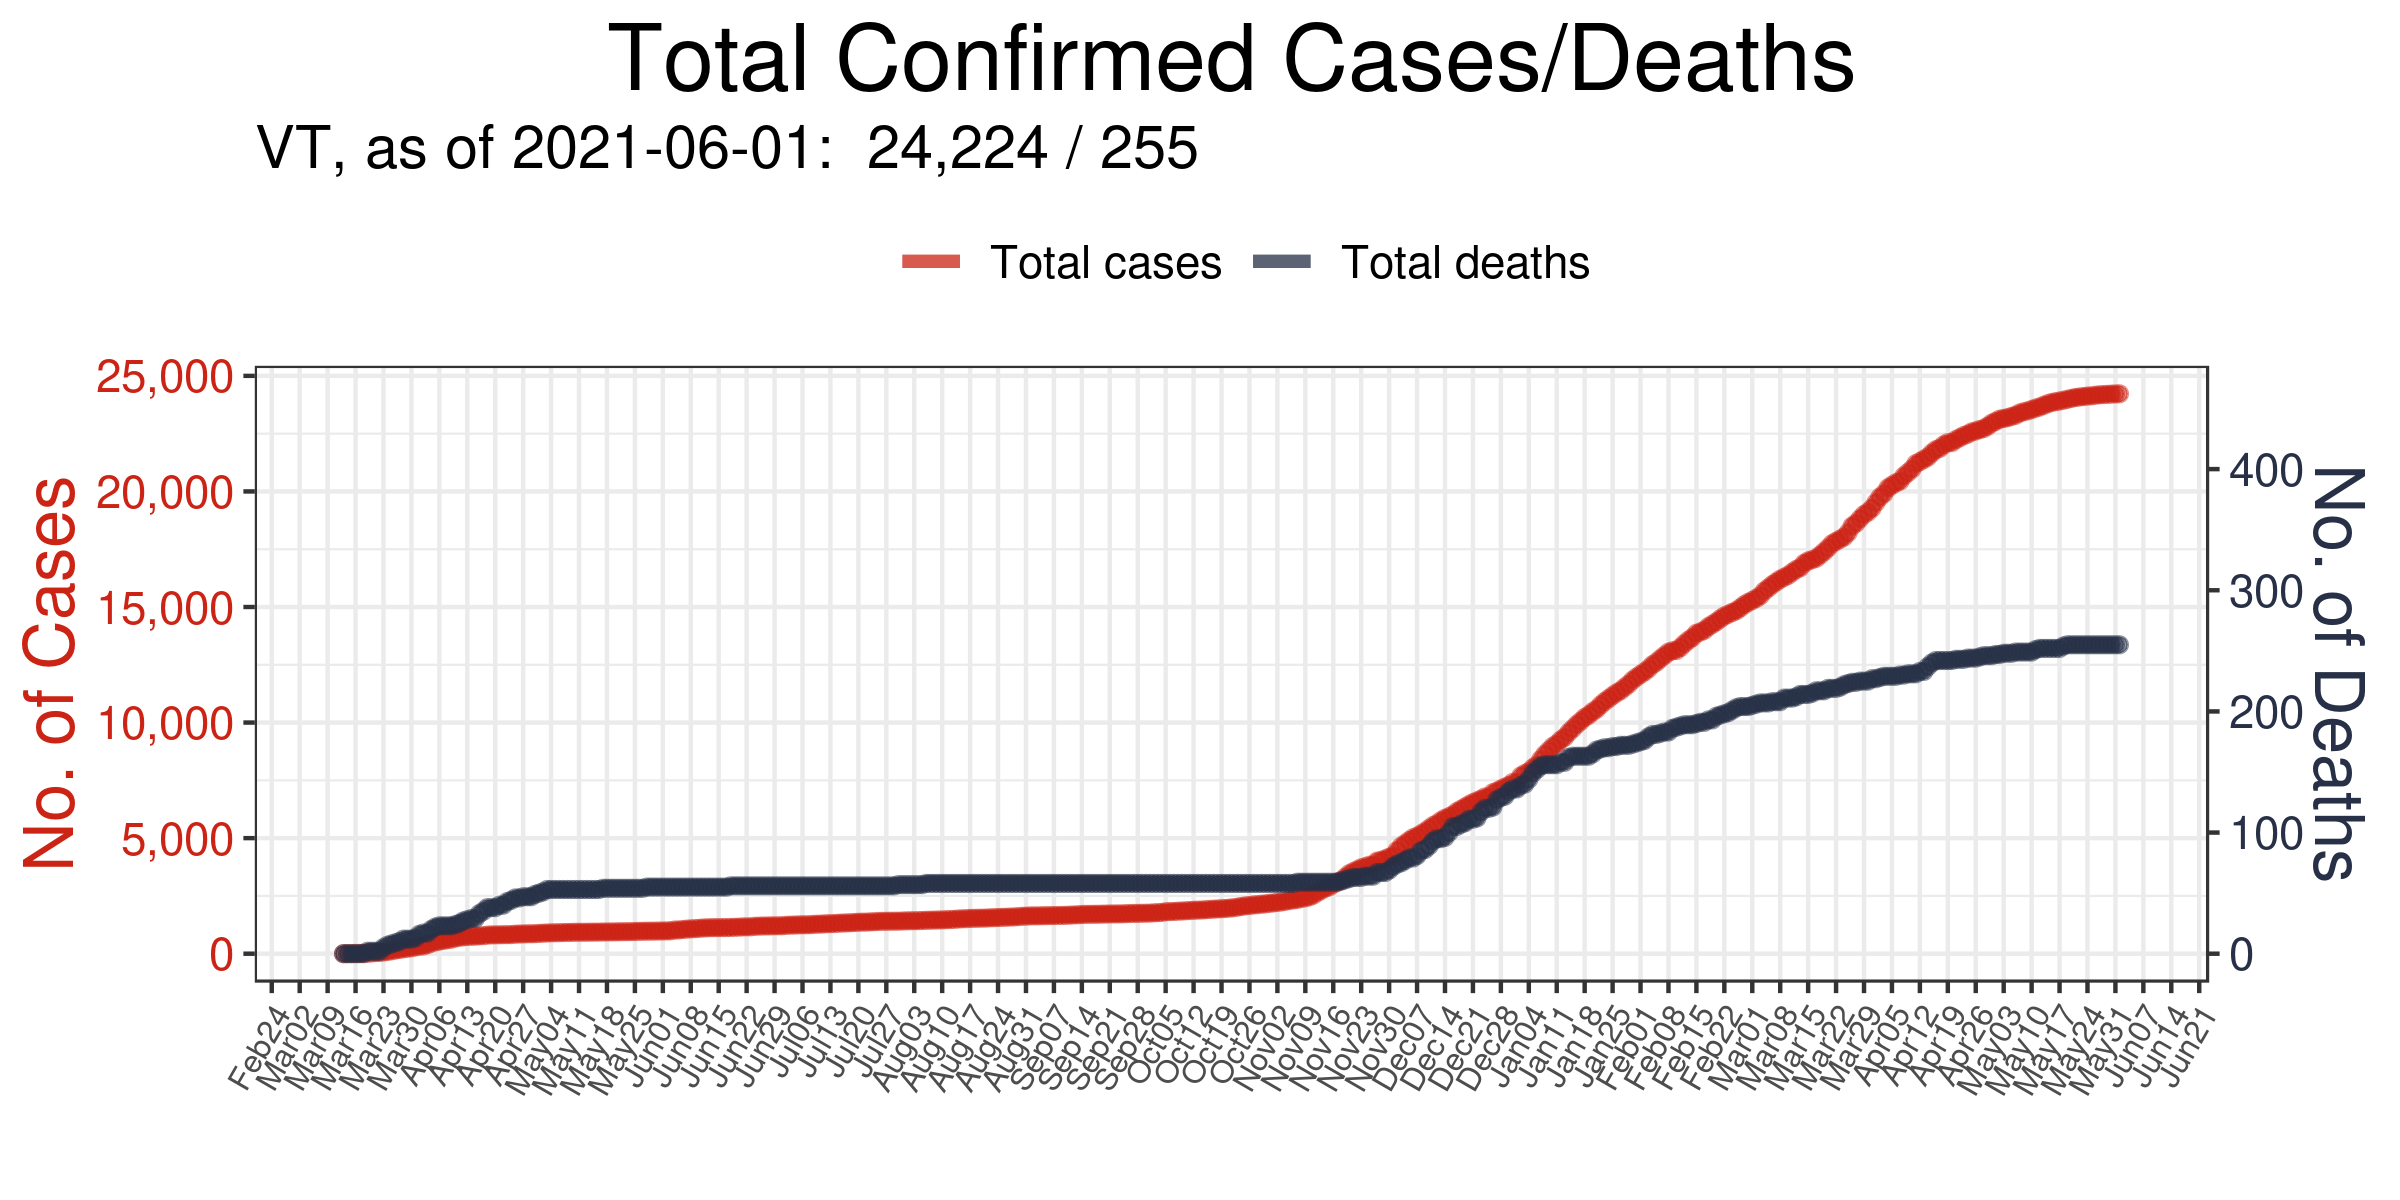 Total Confirmed Cases/Deaths
VT, as of 2021-06-01:  24,224 / 255
Total cases
Total deaths
No. of Cases
25,000
20,000
15,000
10,000
5,000
0
400
300
200
100
0
No. of Deaths
Feb24
Mar02
Mar09
Mar16
Mar23
Mar30
Apr06
Apr13
Apr20
Apr27
May04
May11
May18
May25
Jun01
Jun08
Jun15
Jun22
Jun29
Jul06
Jul13
Jul20
Jul27
Aug03
Aug10
Aug17
Aug24
Aug31
Sep07
Sep14
Sep21
Sep28
Oct05
Oct12
Oct19
Oct26
Nov02
Nov09
Nov16
Nov23
Nov30
Dec07
Dec14
Dec21
Dec28
Jan04
Jan11
Jan18
Jan25
Feb01
Feb08
Feb15
Feb22
Mar01
Mar08
Mar15
Mar22
Mar29
Apr05
Apr12
Apr19
Apr26
May03
May10
May17
May24
May31
Jun07
Jun14
Jun21